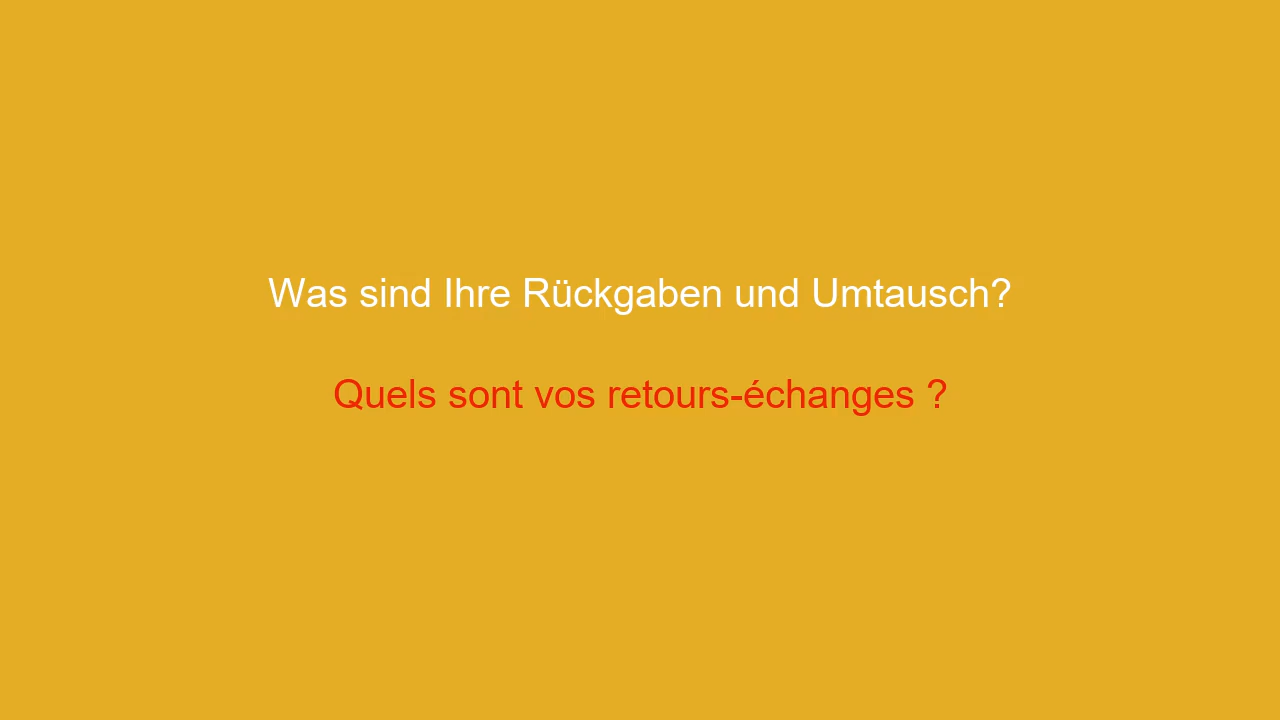 Was sind Ihre Rückgaben und Umtausch?
Quels sont vos retours-échanges ?